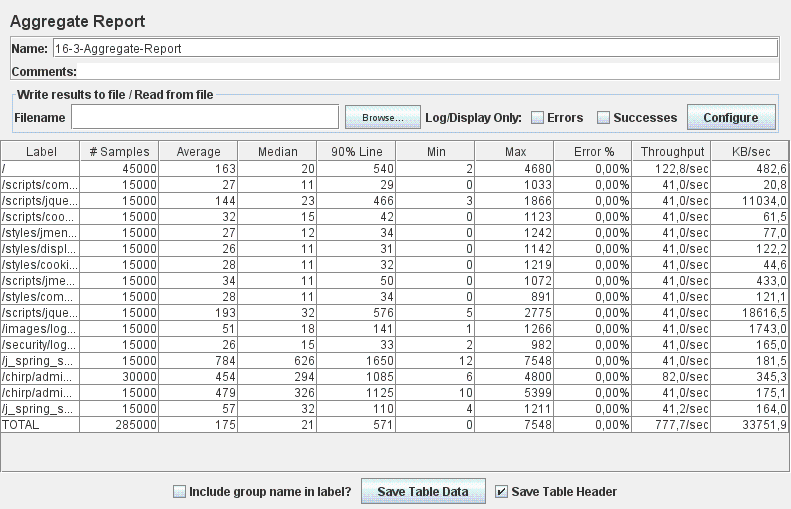 Aggregate Report
Name: 16-3-Aggregate-Report
Comments:
Write results to file / Read from file
Filename Browse... Log/Display Only: Errors Successes Configure
Label # Samples Average Median 90% Line Min Max Error % Throughput KB/sec
/ 45000 163 20 540 2 4680 0,00% 122,8/sec 482,6
/scripts/com... 15000 27 11 29 0 1033 0,00% 41,0/sec 20,8
/scripts/jque... 15000 144 23 466 3 1866 0,00% 41,0/sec 11034,0
/scripts/coo... 15000 32 15 42 0 1123 0,00% 41,0/sec 61,5
/styles/jmen... 15000 27 12 34 0 1242 0,00% 41,0/sec 77,0
/styles/displ... 15000 26 11 31 0 1142 0,00% 41,0/sec 122,2
/styles/cooki... 15000 28 11 32 0 1219 0,00% 41,0/sec 44,6
/scripts/jme... 15000 34 11 50 0 1072 0,00% 41,0/sec 433,0
/styles/com... 15000 28 11 34 0 891 0,00% 41,0/sec 121,1
/scripts/jque... 15000 193 32 576 5 2775 0,00% 41,0/sec 18616,5
/images/log... 15000 51 18 141 1 1266 0,00% 41,0/sec 1743,0
/security/log... 15000 26 15 33 2 982 0,00% 41,0/sec 165,0
/j_spring_s... 15000 784 626 1650 12 7548 0,00% 41,0/sec 181,5
/chirp/admi... 30000 454 294 1085 6 4800 0,00% 82,0/sec 345,3
/chirp/admi... 15000 479 326 1125 10 5399 0,00% 41,0/sec 175,1
/j_spring_s... 15000 57 32 110 4 1211 0,00% 41,2/sec 164,0
TOTAL 285000 175 21 571 0 7548 0,00% 777,7/sec 33751,9
Include group name in label? Save Table Data Save Table Header